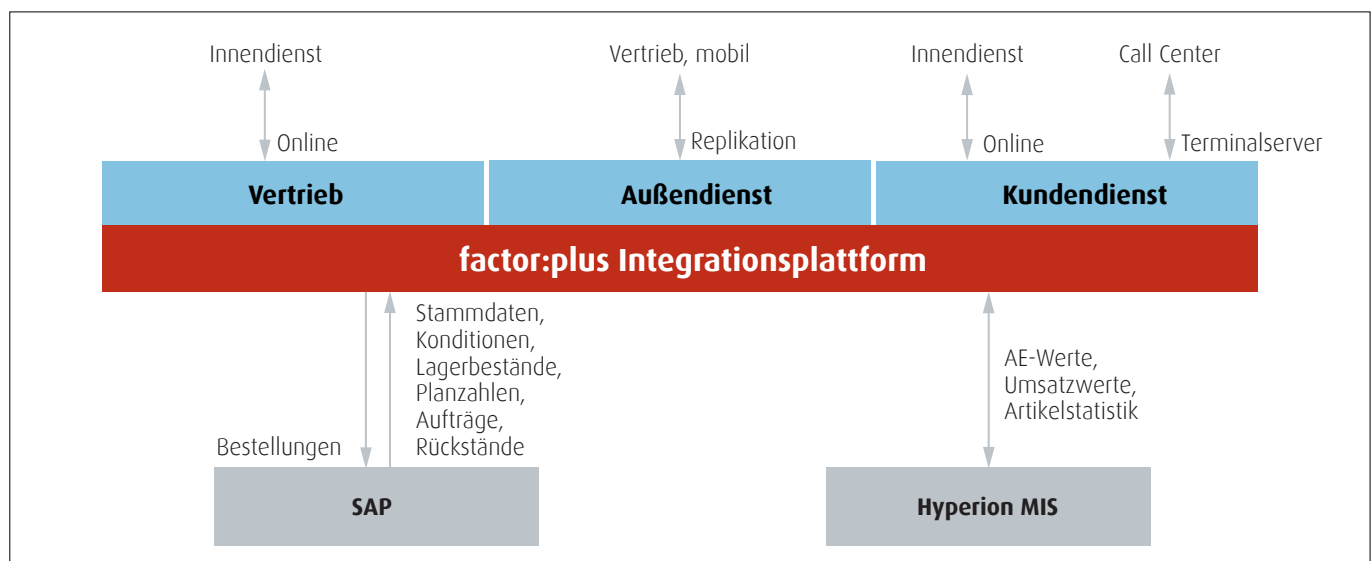 Innendienst
Vertrieb, mobil
Innendienst
Call Center
Online
Replikation
Online
Terminalserver
Vertrieb
Außendienst
Kundendienst
factor:plus Integrationsplattform
Bestellungen
Stammdaten,
Konditionen,
Lagerbestände,
Planzahlen,
Aufträge,
Rückstände
AE-Werte,
Umsatzwerte,
Artikelstatistik
SAP
Hyperion MIS